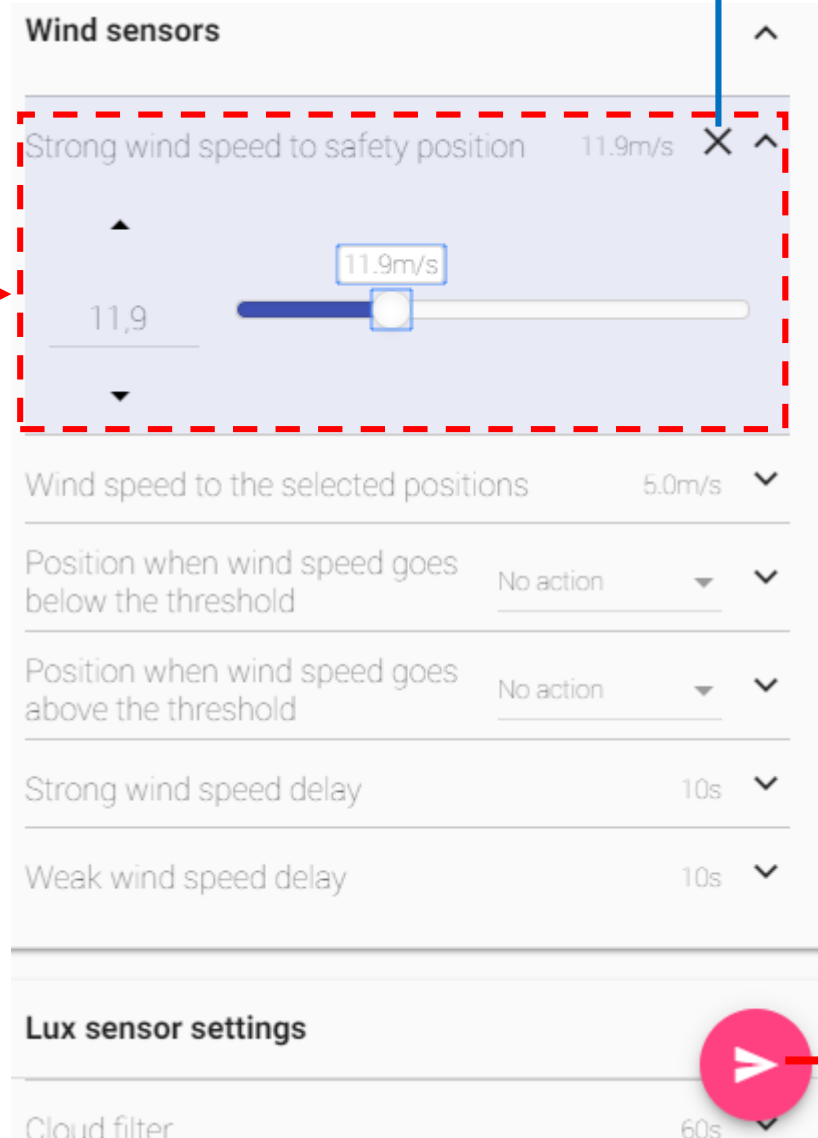 Wind sensors
Strong wind speed to safety position 11.9m/s
11.9m/s
11,9
Wind speed to the selected positions 5.0m/s
Position when wind speed goes
below the threshold
No action
Position when wind speed goes
above the threshold
No action
Strong wind speed delay 10s
Weak wind speed delay 10s
Lux sensor settings
Cloud filter 60s